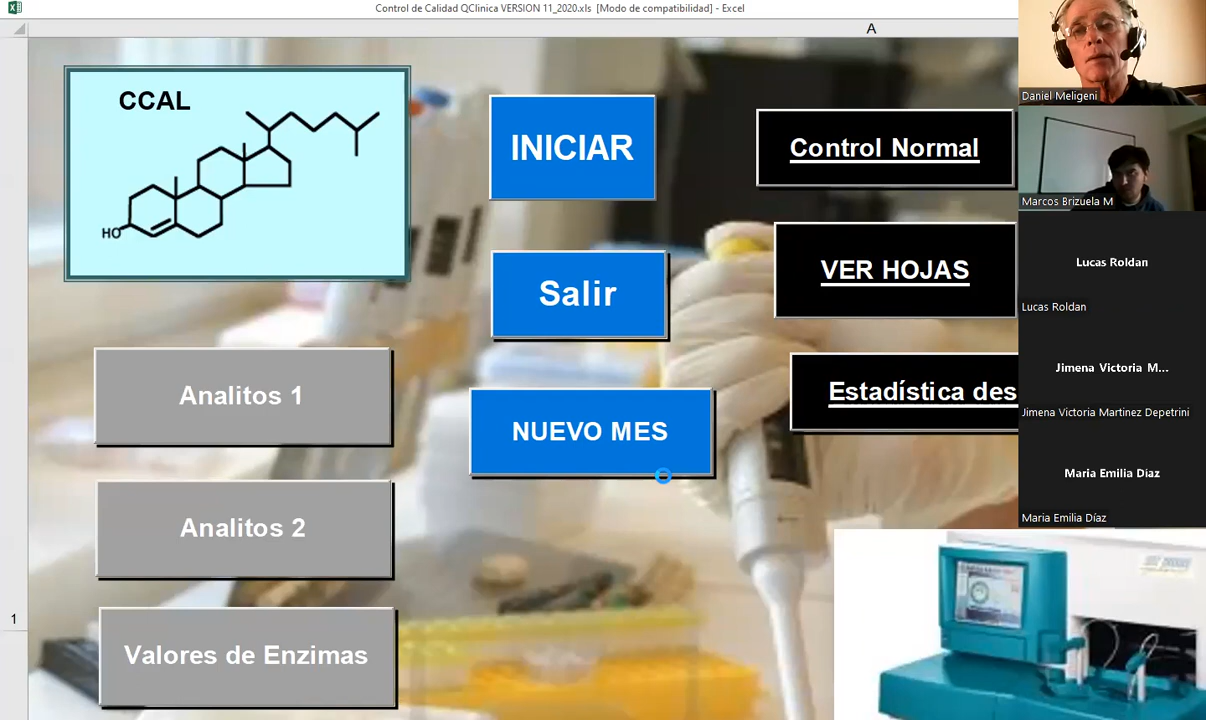 Control de Calidad QClinica VERSION 11_2020.xls [Modo de compatibilidad] - Excel
A
1
CCAL
HO
INICIAR
Salir
NUEVO MES
Analitos 1
Analitos 2
Valores de Enzimas
Control Normal
VER HOJAS
Estadística des
Daniel Meligeni
Marcos Brizuela M
Lucas Roldan
Lucas Roldan
Jimena Victoria M...
Jimena Victoria Martinez Depetrini
Maria Emilia Díaz
Maria Emilia Díaz